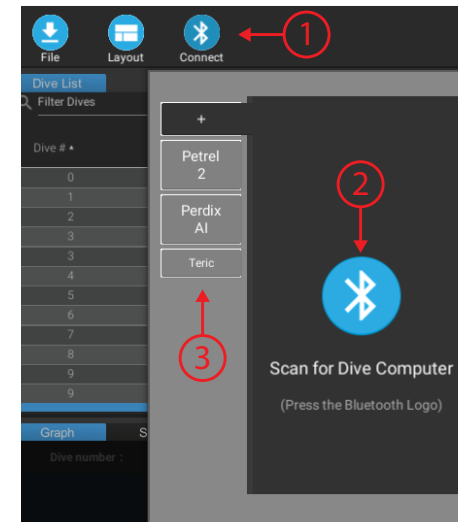 File
Layout
Connect
1
Dive List
Filter Dives
Dive #
0
1
2
3
3
4
5
6
7
8
9
9
Graph
S
Dive number :
+
Petrel
2
Perdix
AI
Teric
3
2
Scan for Dive Computer
(Press the Bluetooth Logo)